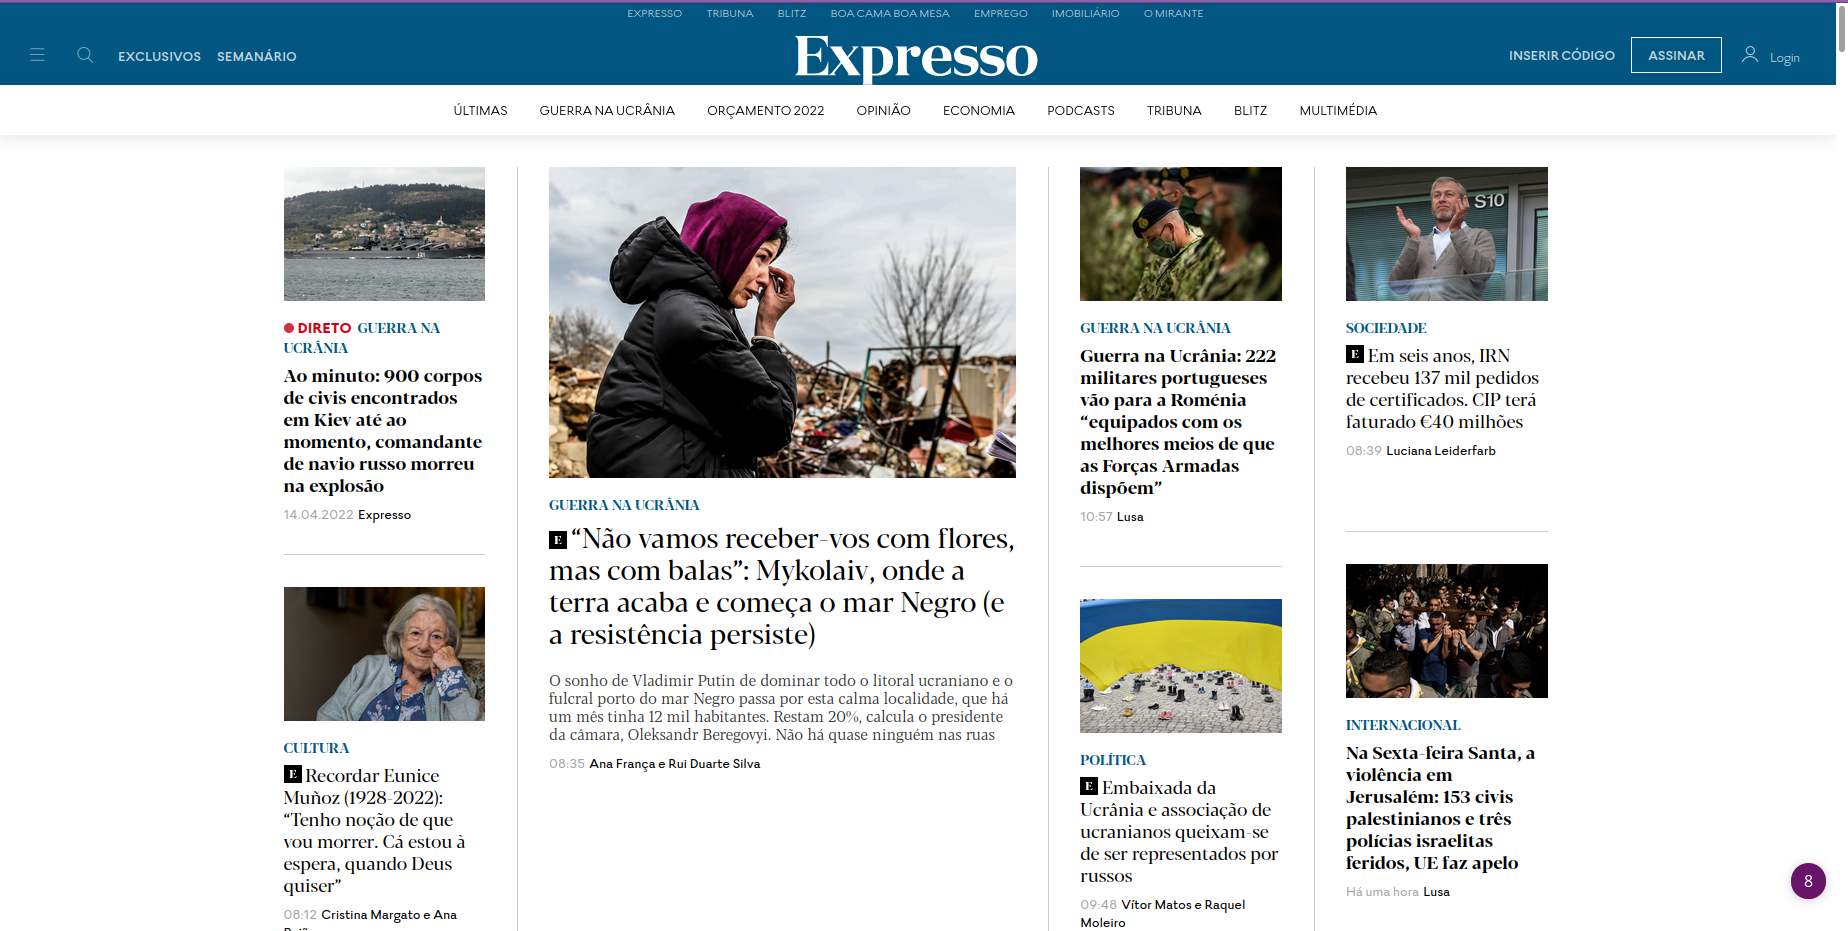 EXPRESSO TRIBUNA BLITZ BOA CAMA BOA MESA EMPREGO IMOBILIÁRIO O MIRANTE
EXCLUSIVOS SEMANÁRIO
Expresso
INSERIR CÓDIGO ASSINAR Login
ÚLTIMAS GUERRA NA UCRÂNIA ORÇAMENTO 2022 OPINIÃO ECONOMIA PODCASTS TRIBUNA BLITZ MULTIMÉDIA
121
DIRETO GUERRA NA
UCRÂNIA
Ao minuto: 900 corpos
de civis encontrados
em Kiev até ao
momento, comandante
de navio russo morreu
na explosão
14.04.2022 Expresso
CULTURA
E Recordar Eunice
Muñoz (1928-2022):
“Tenho noção de que
vou morrer. Cá estou à
espera, quando Deus
quiser”
08:12 Cristina Margato e Ana
GUERRA NA UCRÂNIA
E “Não vamos receber-vos com flores,
mas com balas”: Mykolaiv, onde a
terra acaba e começa o mar Negro (e
a resistência persiste)
O sonho de Vladimir Putin de dominar todo o litoral ucraniano e o
fulcral porto do mar Negro passa por esta calma localidade, que há
um mês tinha 12 mil habitantes. Restam 20%, calcula o presidente
da câmara, Oleksandr Beregovyi. Não há quase ninguém nas ruas
08:35 Ana França e Rui Duarte Silva
GUERRA NA UCRÂNIA
Guerra na Ucrânia: 222
militares portugueses
vão para a Roménia
“equipados com os
melhores meios de que
as Forças Armadas
dispõem”
10:57 Lusa
POLÍTICA
E Embaixada da
Ucrânia e associação de
ucranianos queixam-se
de ser representados por
russos
09:48 Vítor Matos e Raquel
Moleiro
S10
SOCIEDADE
E Em seis anos, IRN
recebeu 137 mil pedidos
de certificados. CIP terá
faturado €40 milhões
08:39 Luciana Leiderfarb
INTERNACIONAL
Na Sexta-feira Santa, a
violência em
Jerusalém: 153 civis
palestinianos e três
polícias israelitas
feridos, UE faz apelo
Há uma hora Lusa
8